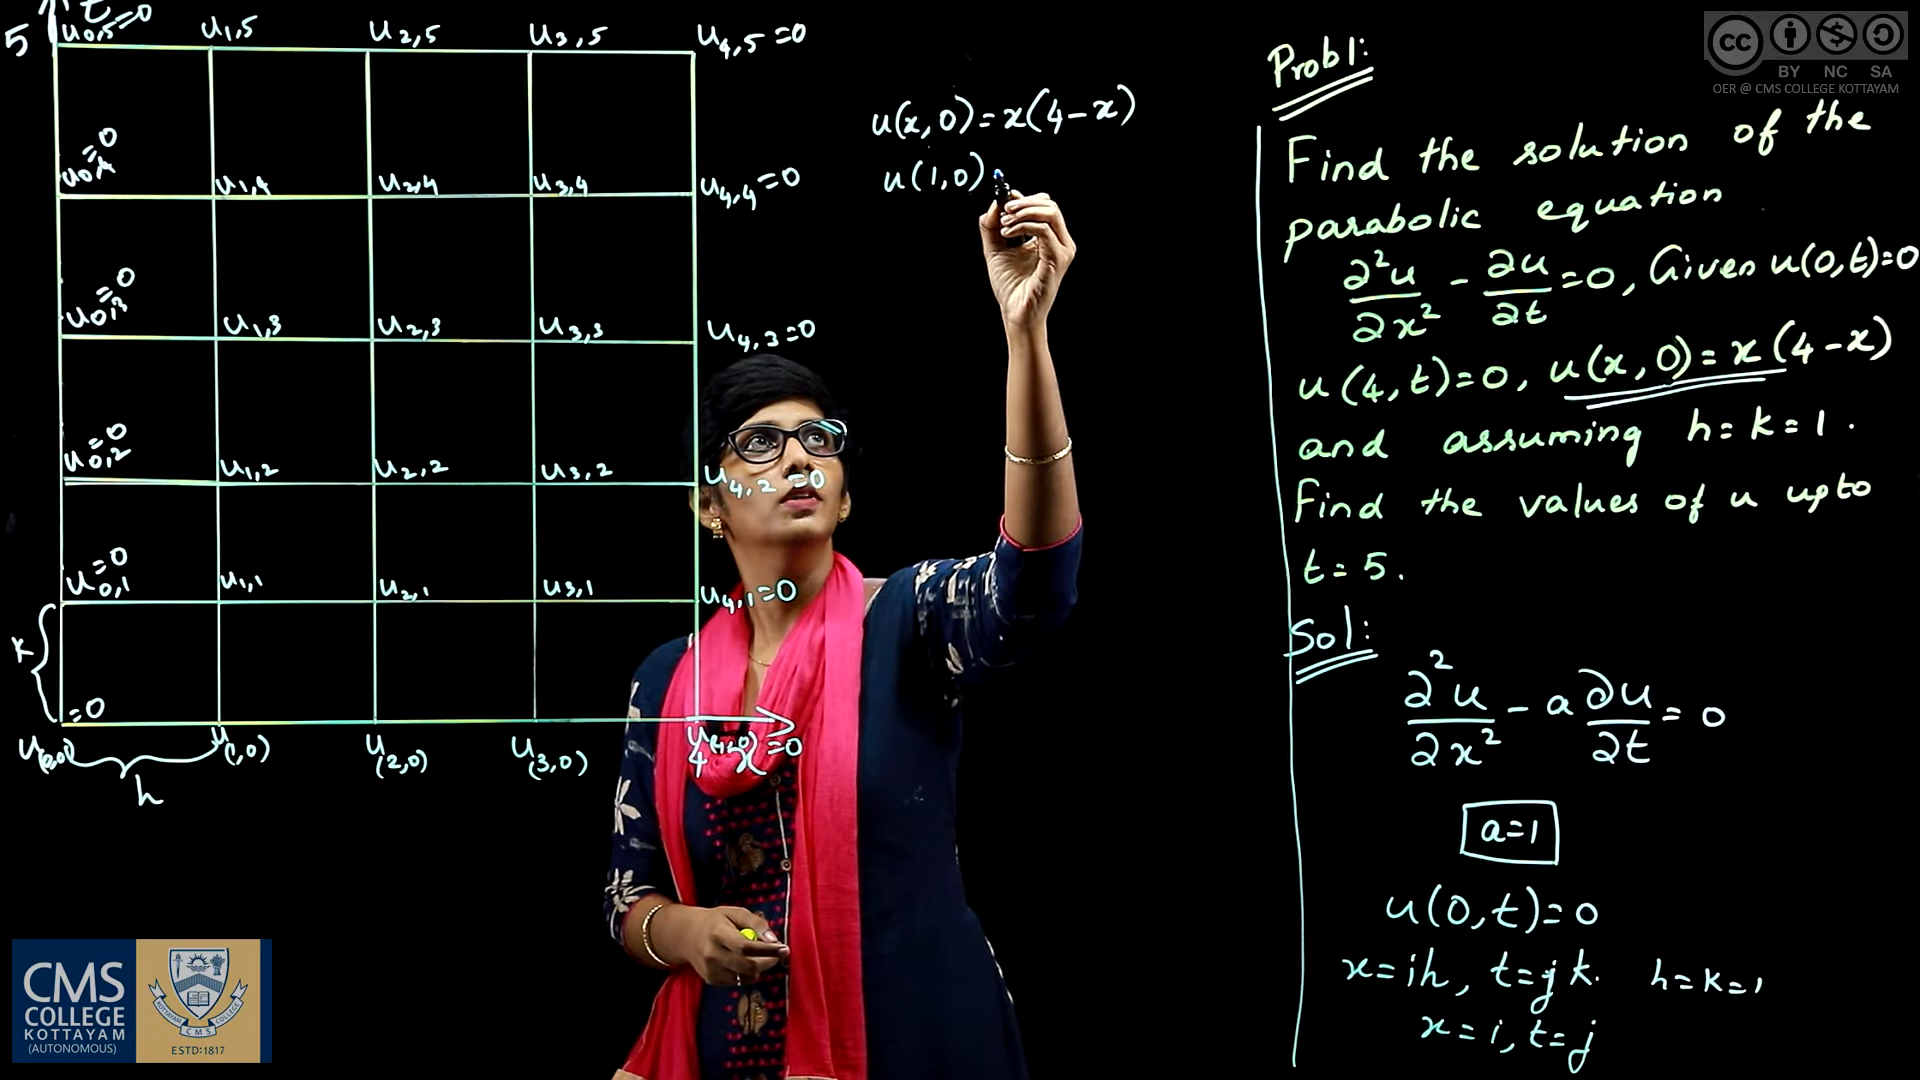 t
5
u0,5=0 u1,5 u2,5 u3,5 u4,5=0
u0,4=0 u1,4 u2,4 u3,4 u4,4=0
u0,3=0 u1,3 u2,3 u3,3 u4,3=0
u0,2=0 u1,2 u2,2 u3,2 u4,2=0
u0,1=0 u1,1 u2,1 u3,1 u4,1=0
k
=0
u(0,0) u(1,0) u(2,0) u(3,0) =0
4 x
h
u(x,0)=x(4-x)
u(1,0)
Prob1:
Find the solution of the
parabolic equation
∂²u/∂x² - ∂u/∂t =0, Given u(0,t)=0
u(4,t)=0, u(x,0)=x(4-x)
and assuming h=k=1.
Find the values of u upto
t=5.
Sol:
∂²u/∂x² - a ∂u/∂t = 0
a=1
u(0,t)=0
x=ih, t=jk. h=k=1
x=i, t=j
cc
BY NC SA
OER @ CMS COLLEGE KOTTAYAM
CMS
COLLEGE
KOTTAYAM
(AUTONOMOUS)
CMS
ESTD:1817